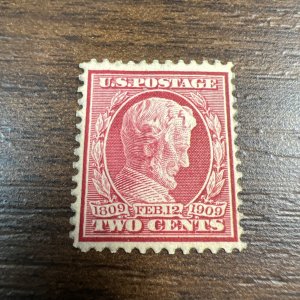 U.S. POSTAGE
1809 FEB. 12 1909
TWO CENTS